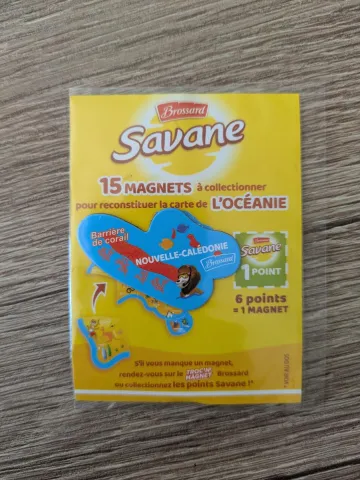 Brossard
Savane
15 MAGNETS à collectionner
pour reconstituer la carte de L'OCÉANIE
Barrière
de corail
NOUVELLE-CALÉDONIE
Brossard
Brossard
Savane
1 POINT
6 points
= 1 MAGNET
S'il vous manque un magnet,
rendez-vous sur le TROC'N' MAGNET Brossard
ou collectionnez les points Savane !*